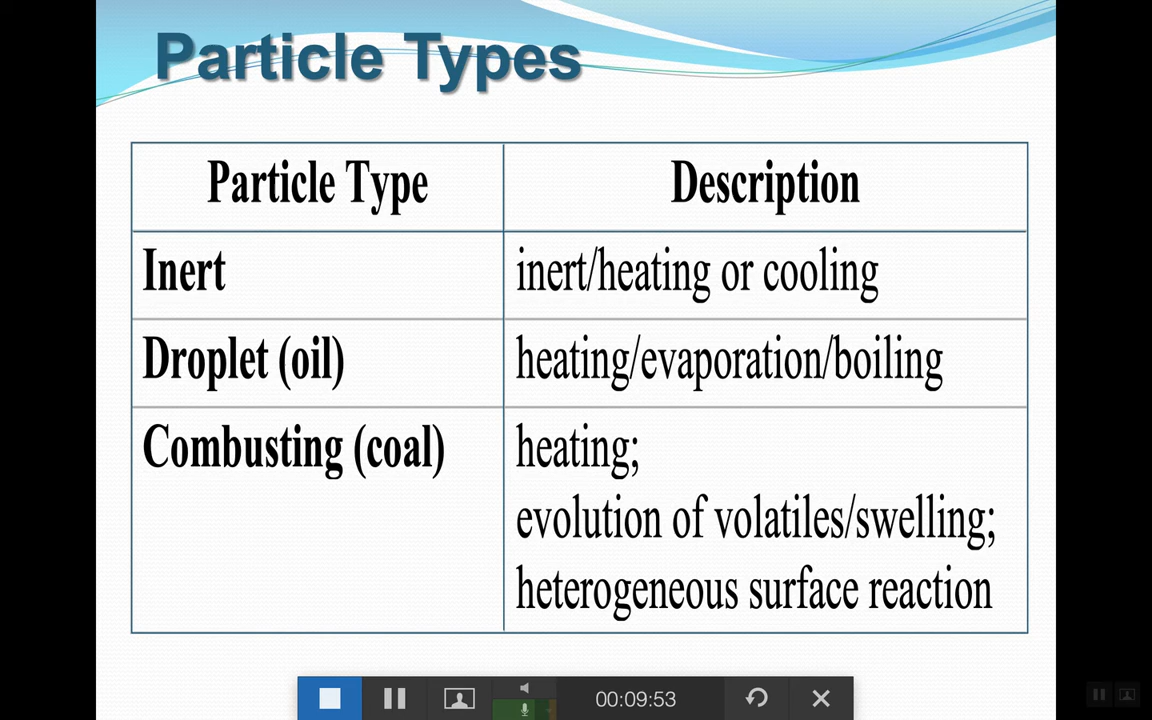 Particle Types
Particle Type Description
Inert inert/heating or cooling
Droplet (oil) heating/evaporation/boiling
Combusting (coal) heating;
evolution of volatiles/swelling;
heterogeneous surface reaction
00:09:53